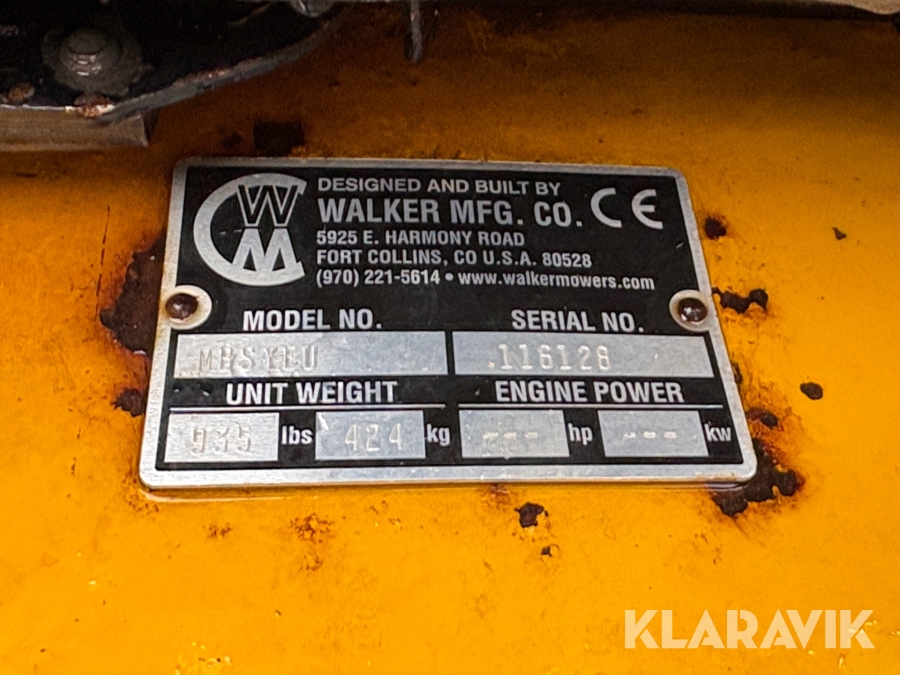 DESIGNED AND BUILT BY
WALKER MFG. CO. CE
5925 E. HARMONY ROAD
FORT COLLINS, CO U.S.A. 80528
(970) 221-5614 • www.walkermowers.com
MODEL NO. SERIAL NO.
116128
UNIT WEIGHT ENGINE POWER
935 lbs 424 kg --- hp --- kw
KLARAVIK